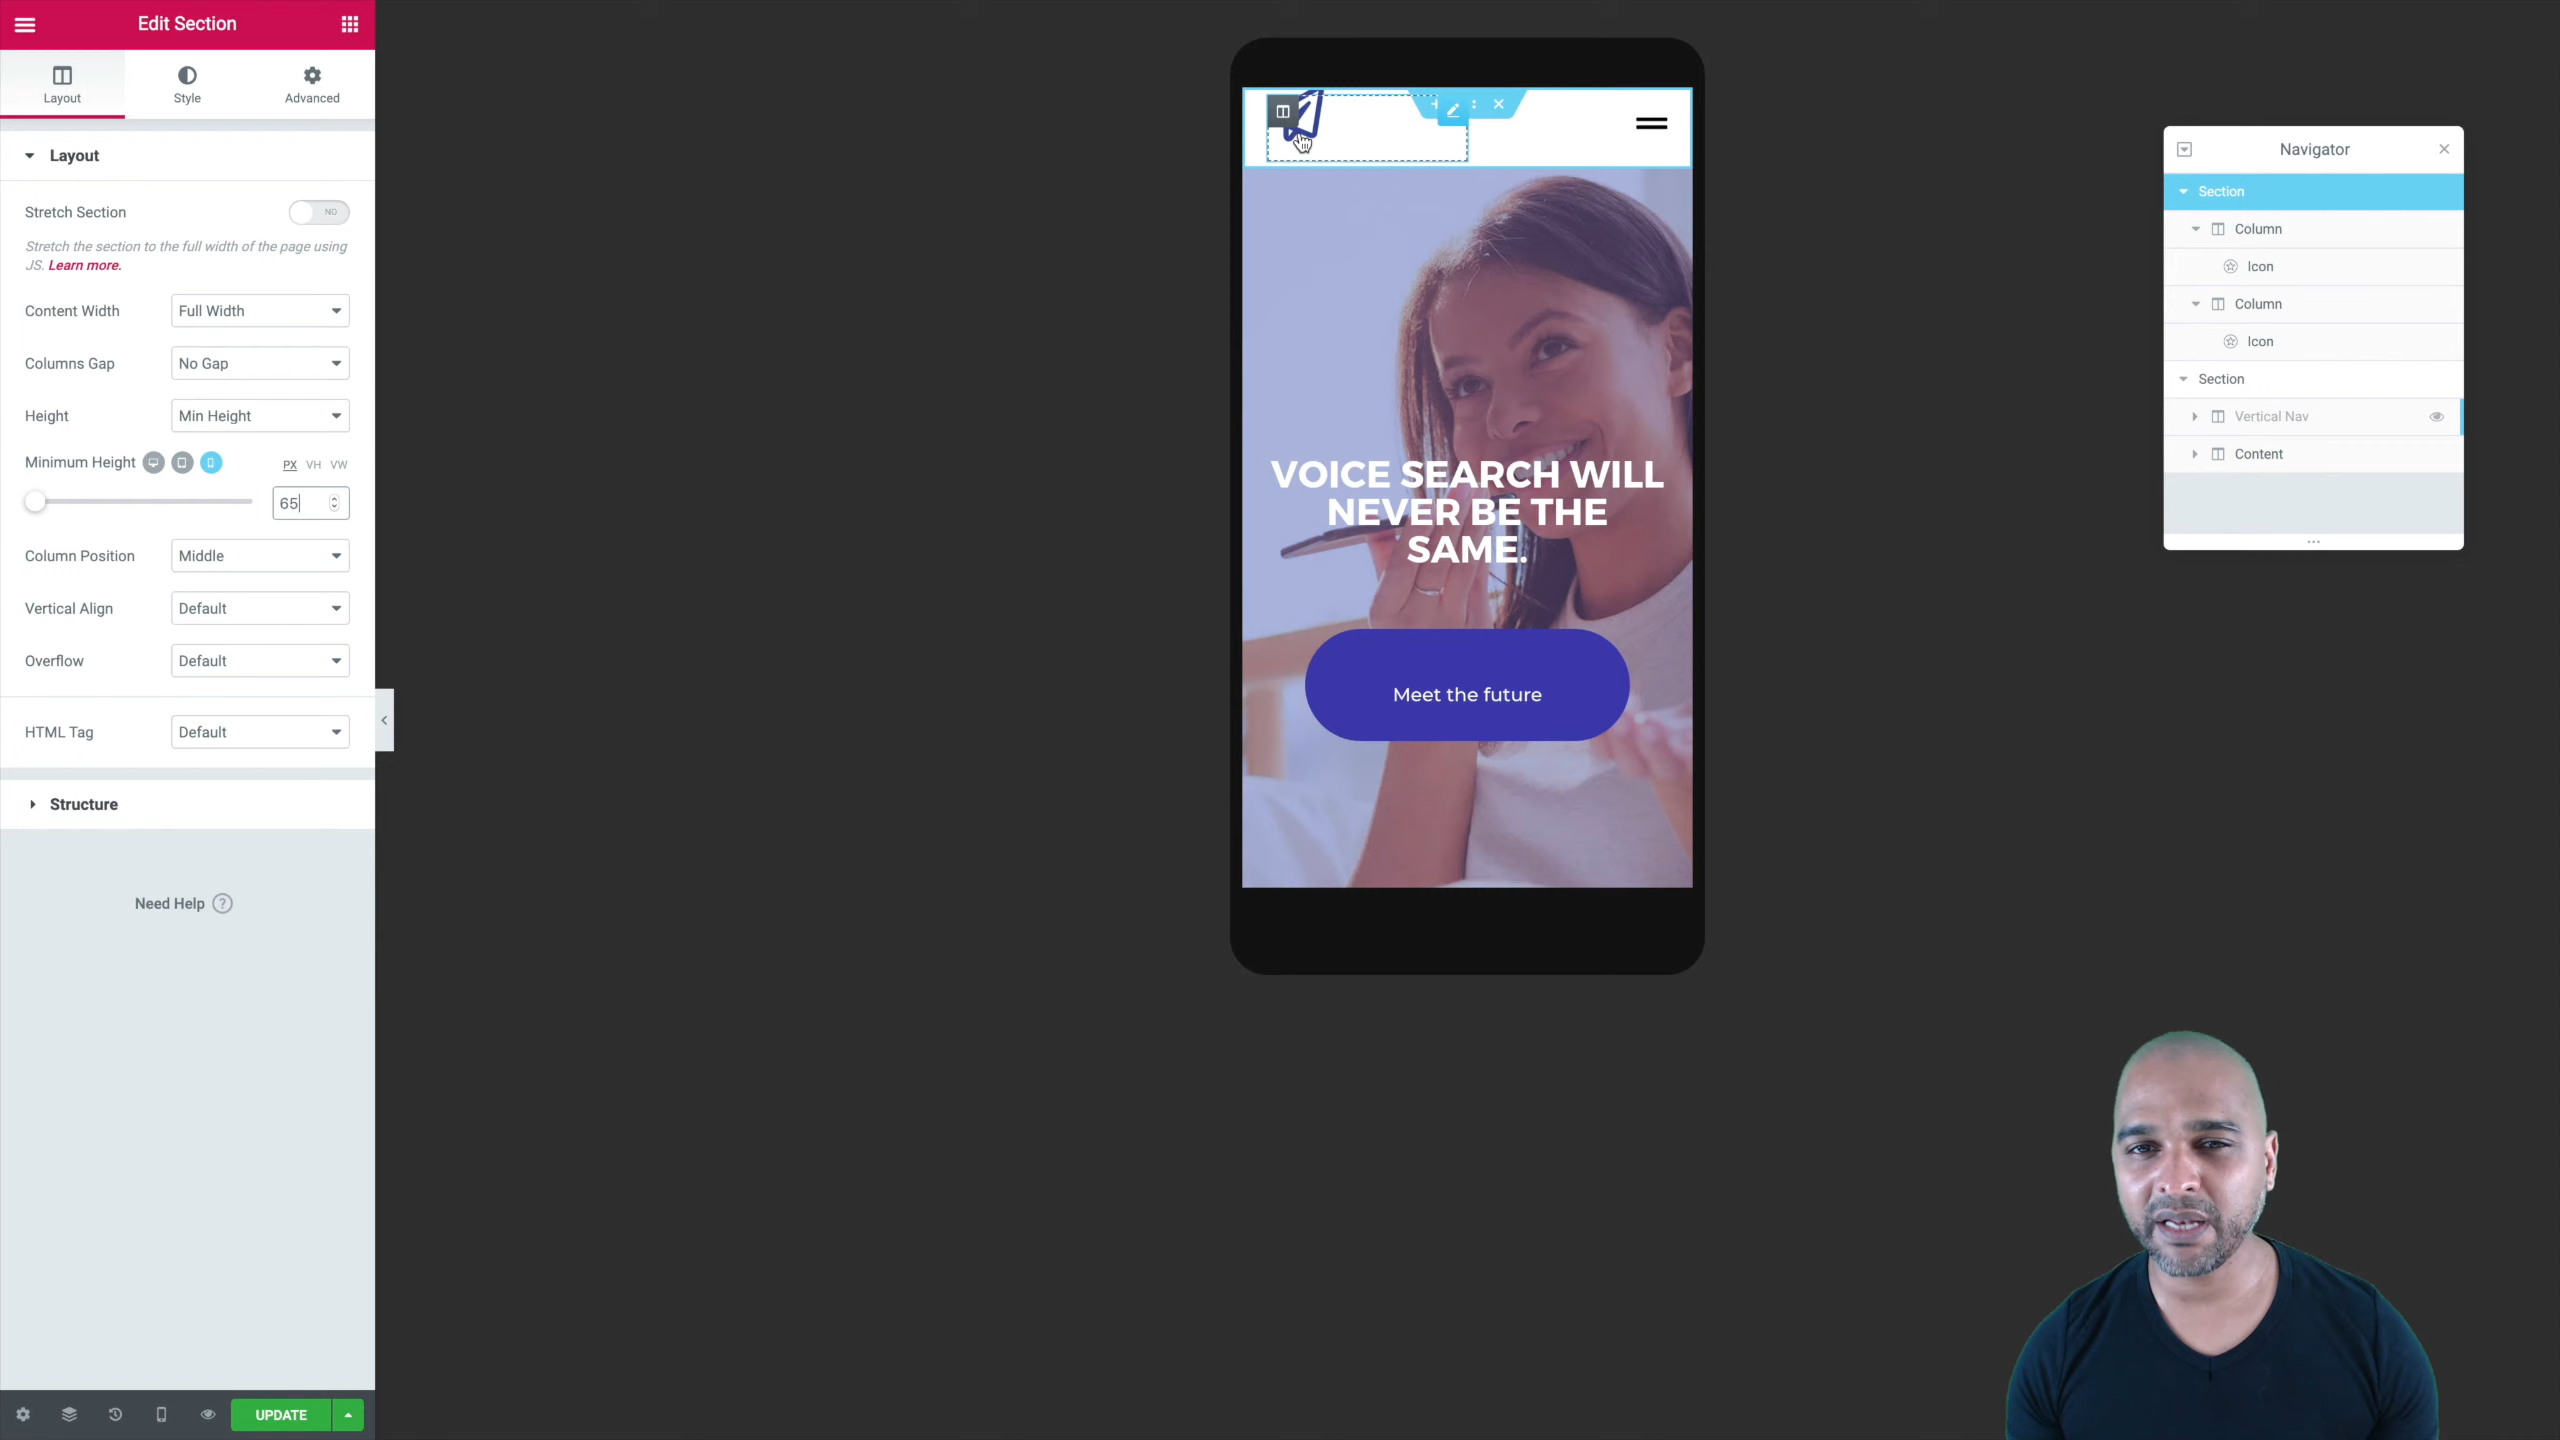 Edit Section
Layout
Style
Advanced
Layout
Stretch Section
NO
Stretch the section to the full width of the page using
JS. Learn more.
Content Width
Full Width
Columns Gap
No Gap
Height
Min Height
Minimum Height
PX VH VW
65
Column Position
Middle
Vertical Align
Default
Overflow
Default
HTML Tag
Default
Structure
Need Help ?
UPDATE
VOICE SEARCH WILL
NEVER BE THE
SAME.
Meet the future
Navigator
Section
Column
Icon
Column
Icon
Section
Vertical Nav
Content